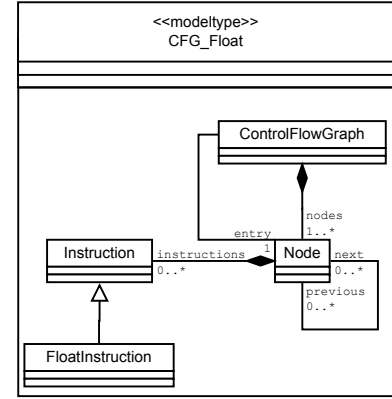 <<modeltype>>
CFG_Float
ControlFlowGraph
nodes
1..*
entry
1
Instruction
instructions
0..*
Node
next
0..*
previous
0..*
FloatInstruction